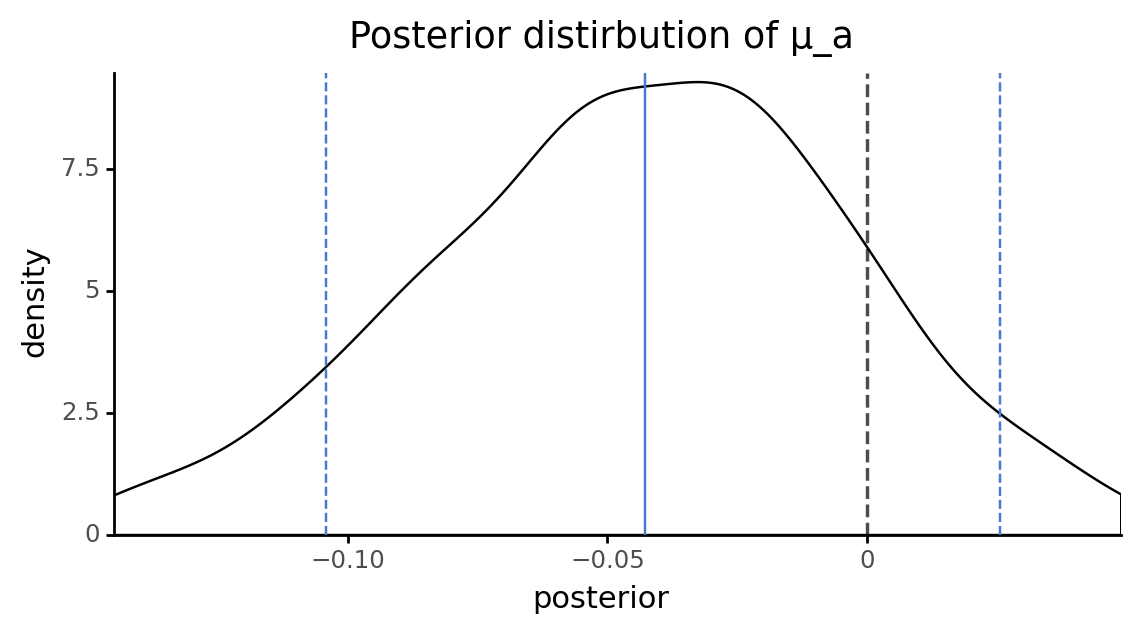 Posterior distirbution of μ_a
density
7.5
5
2.5
0
−0.10
−0.05
0
posterior